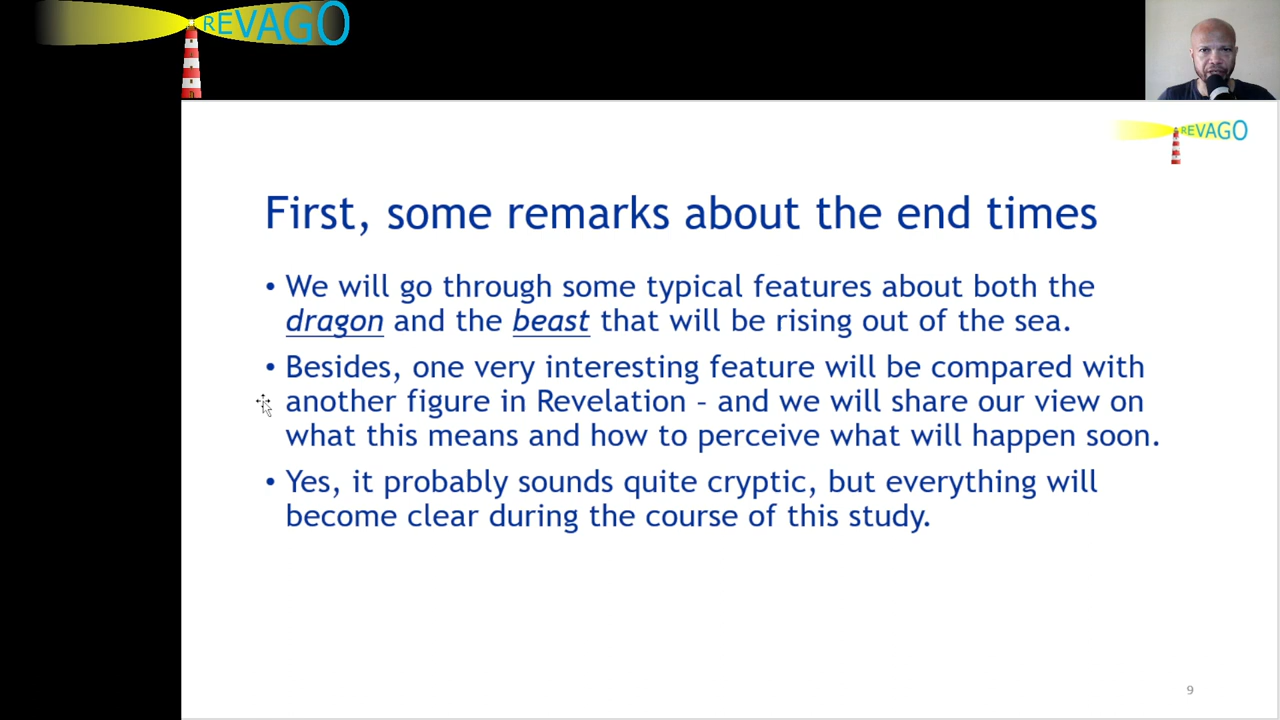 REVAGO
REVAGO
First, some remarks about the end times
• We will go through some typical features about both the
dragon and the beast that will be rising out of the sea.
• Besides, one very interesting feature will be compared with
another figure in Revelation – and we will share our view on
what this means and how to perceive what will happen soon.
• Yes, it probably sounds quite cryptic, but everything will
become clear during the course of this study.
9